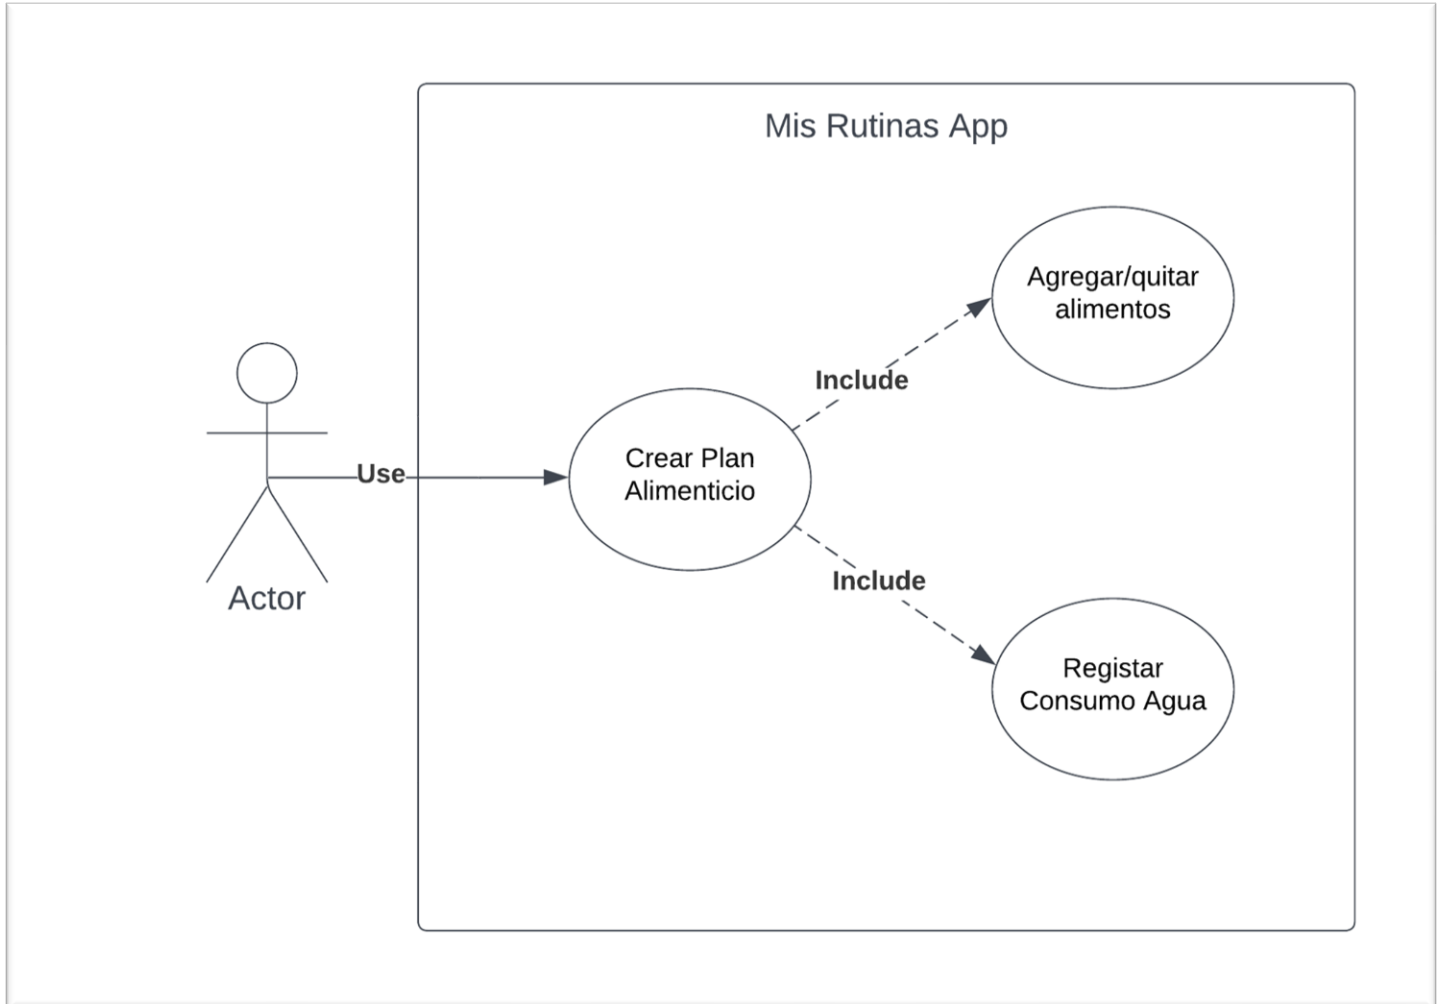 Mis Rutinas App
Agregar/quitar
alimentos
Include
Crear Plan
Alimenticio
Use
Include
Actor
Registar
Consumo Agua